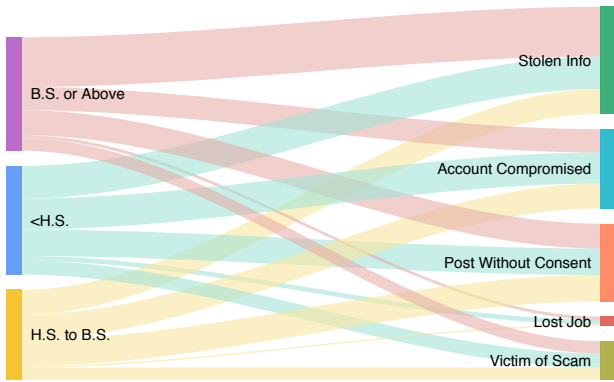 Stolen Info
B.S. or Above
Account Compromised
<H.S.
Post Without Consent
Lost Job
H.S. to B.S.
Victim of Scam